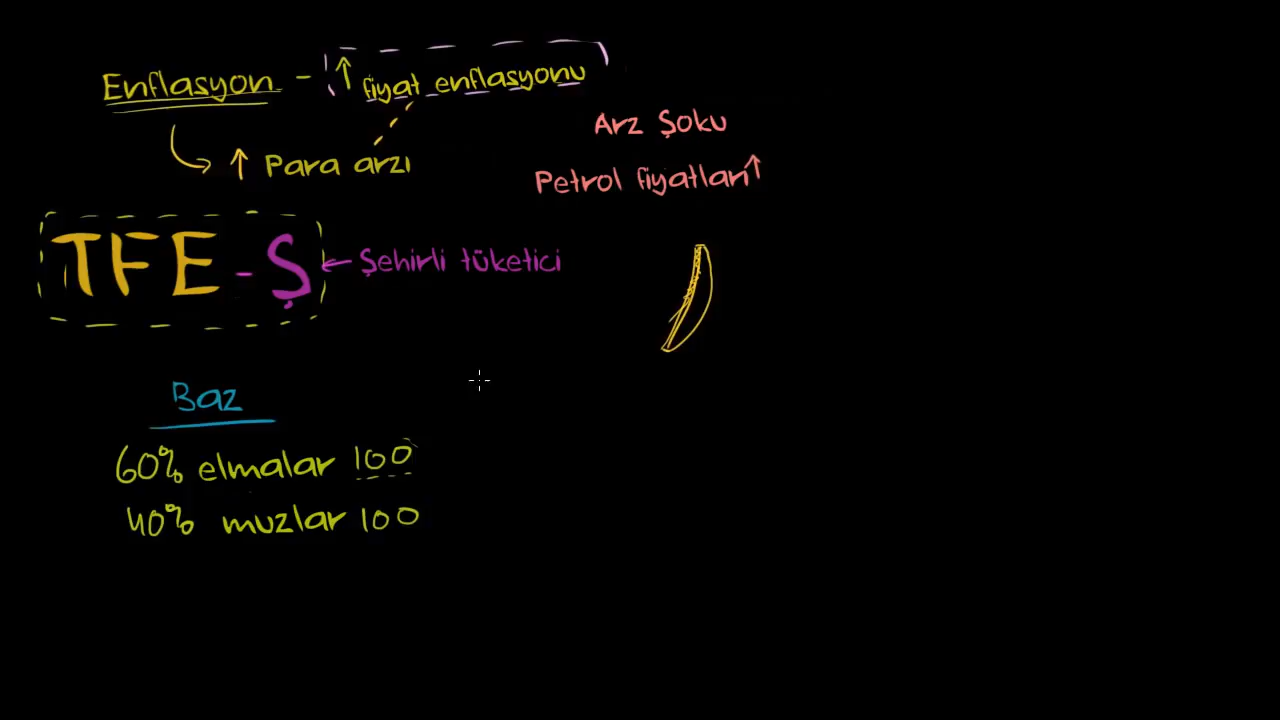 Enflasyon - ↑ fiyat enflasyonu
↑ Para arzı
Arz Şoku
Petrol fiyatları ↑
TFE-Ş ← Şehirli tüketici
Baz
60% elmalar 100
40% muzlar 100